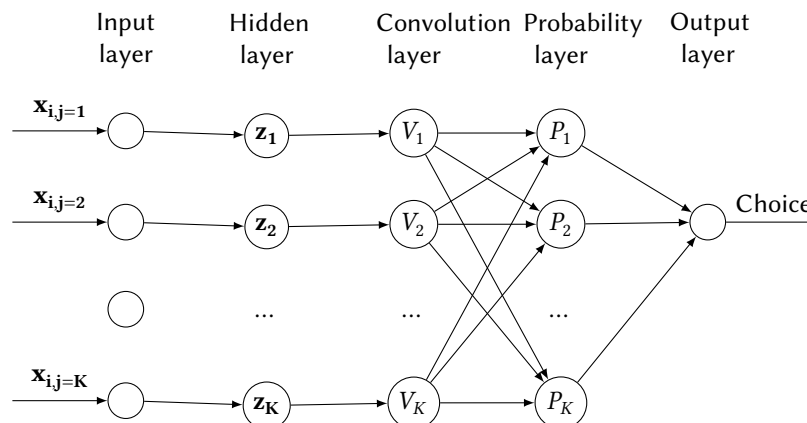 Input layer
Hidden layer
Convolution layer
Probability layer
Output layer
x_{i,j=1}
z_1
V_1
P_1
x_{i,j=2}
z_2
V_2
P_2
Choice
...
...
...
x_{i,j=K}
z_K
V_K
P_K